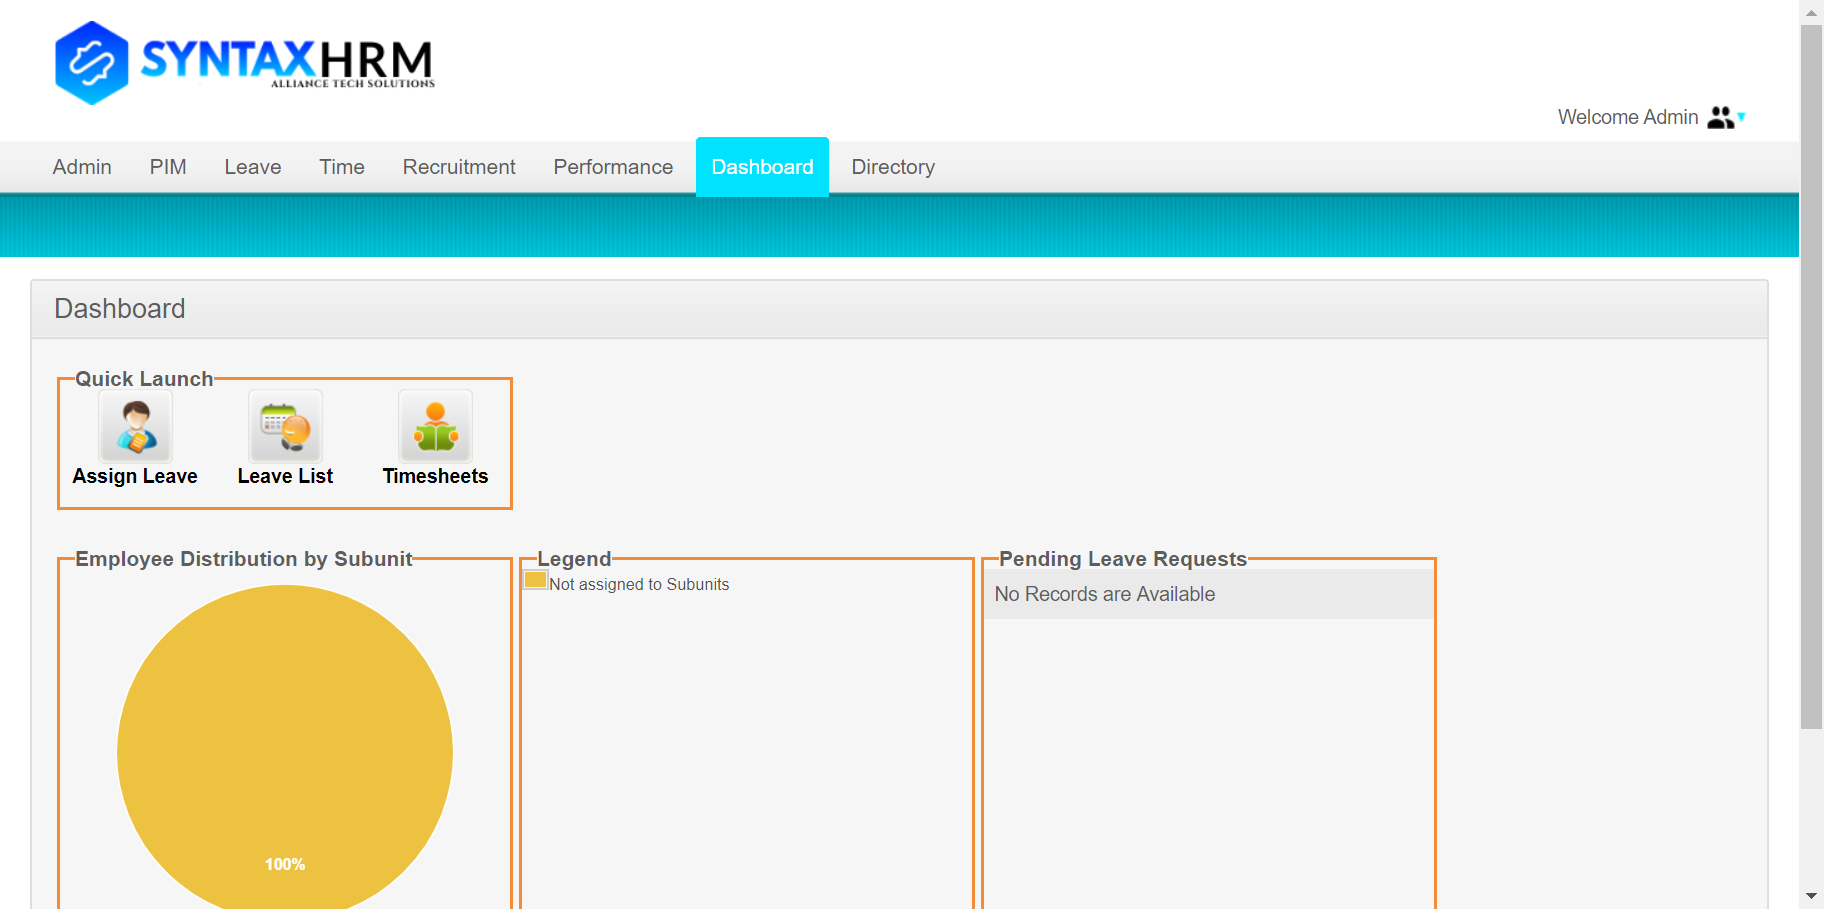 SYNTAXHRM
ALLIANCE TECH SOLUTIONS
Welcome Admin
Admin PIM Leave Time Recruitment Performance Dashboard Directory
Dashboard
Quick Launch
Assign Leave Leave List Timesheets
Employee Distribution by Subunit
100%
Legend
Not assigned to Subunits
Pending Leave Requests
No Records are Available